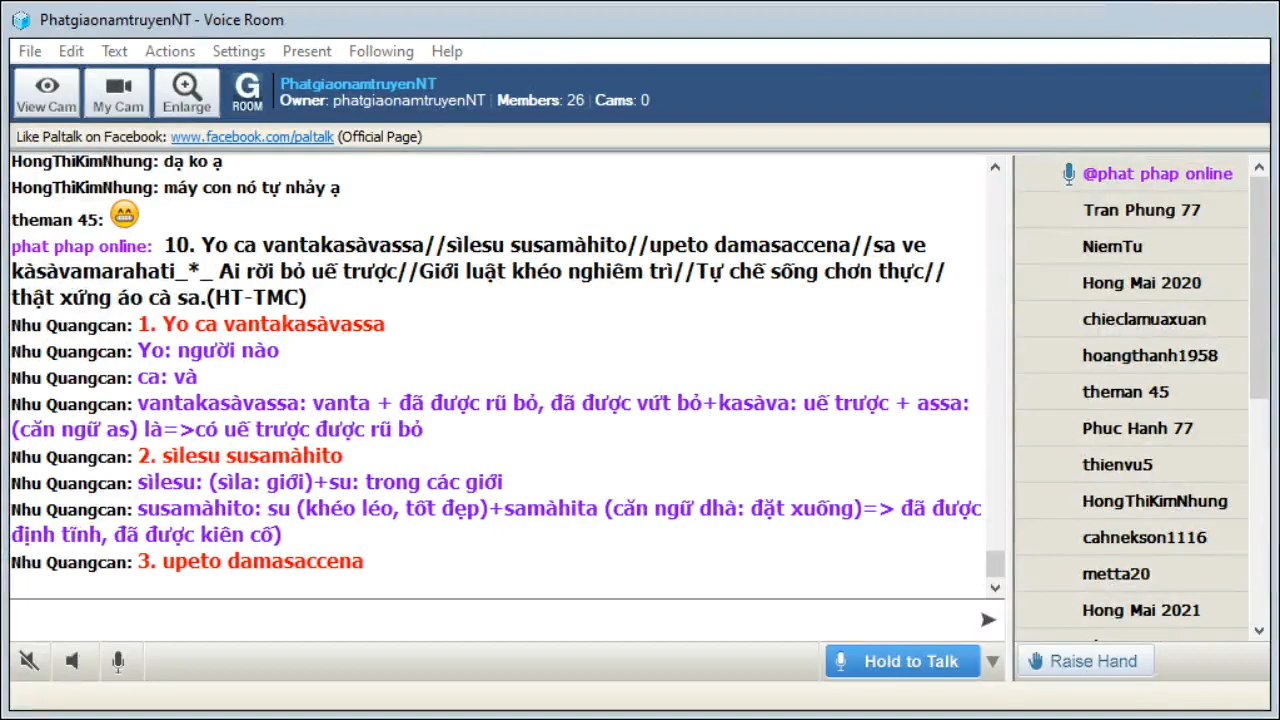 PhatgiaonamtruyenNT - Voice Room
File Edit Text Actions Settings Present Following Help
View Cam My Cam Enlarge G ROOM
PhatgiaonamtruyenNT
Owner: phatgiaonamtruyenNT | Members: 26 | Cams: 0
Like Paltalk on Facebook: www.facebook.com/paltalk (Official Page)
HongThiKimNhung: dạ ko ạ
HongThiKimNhung: máy con nó tự nhảy ạ
theman 45:
phat phap online: 10. Yo ca vantakasàvassa//sìlesu susamàhito//upeto damasaccena//sa ve
kàsàvamarahati_*_ Ai rời bỏ uế trược//Giới luật khéo nghiêm trì//Tự chế sống chơn thực//
thật xứng áo cà sa.(HT-TMC)
Nhu Quangcan: 1. Yo ca vantakasàvassa
Nhu Quangcan: Yo: người nào
Nhu Quangcan: ca: và
Nhu Quangcan: vantakasàvassa: vanta + đã được rũ bỏ, đã được vứt bỏ+kasàva: uế trược + assa:
(căn ngữ as) là=>có uế trược được rũ bỏ
Nhu Quangcan: 2. sìlesu susamàhito
Nhu Quangcan: sìlesu: (sìla: giới)+su: trong các giới
Nhu Quangcan: susamàhito: su (khéo léo, tốt đẹp)+samàhita (căn ngữ dhà: đặt xuống)=> đã được
định tĩnh, đã được kiên cố)
Nhu Quangcan: 3. upeto damasaccena
@phat phap online
Tran Phung 77
NiemTu
Hong Mai 2020
chieclamuaxuan
hoangthanh1958
theman 45
Phuc Hanh 77
thienvu5
HongThiKimNhung
cahnekson1116
metta20
Hong Mai 2021
Hold to Talk
Raise Hand